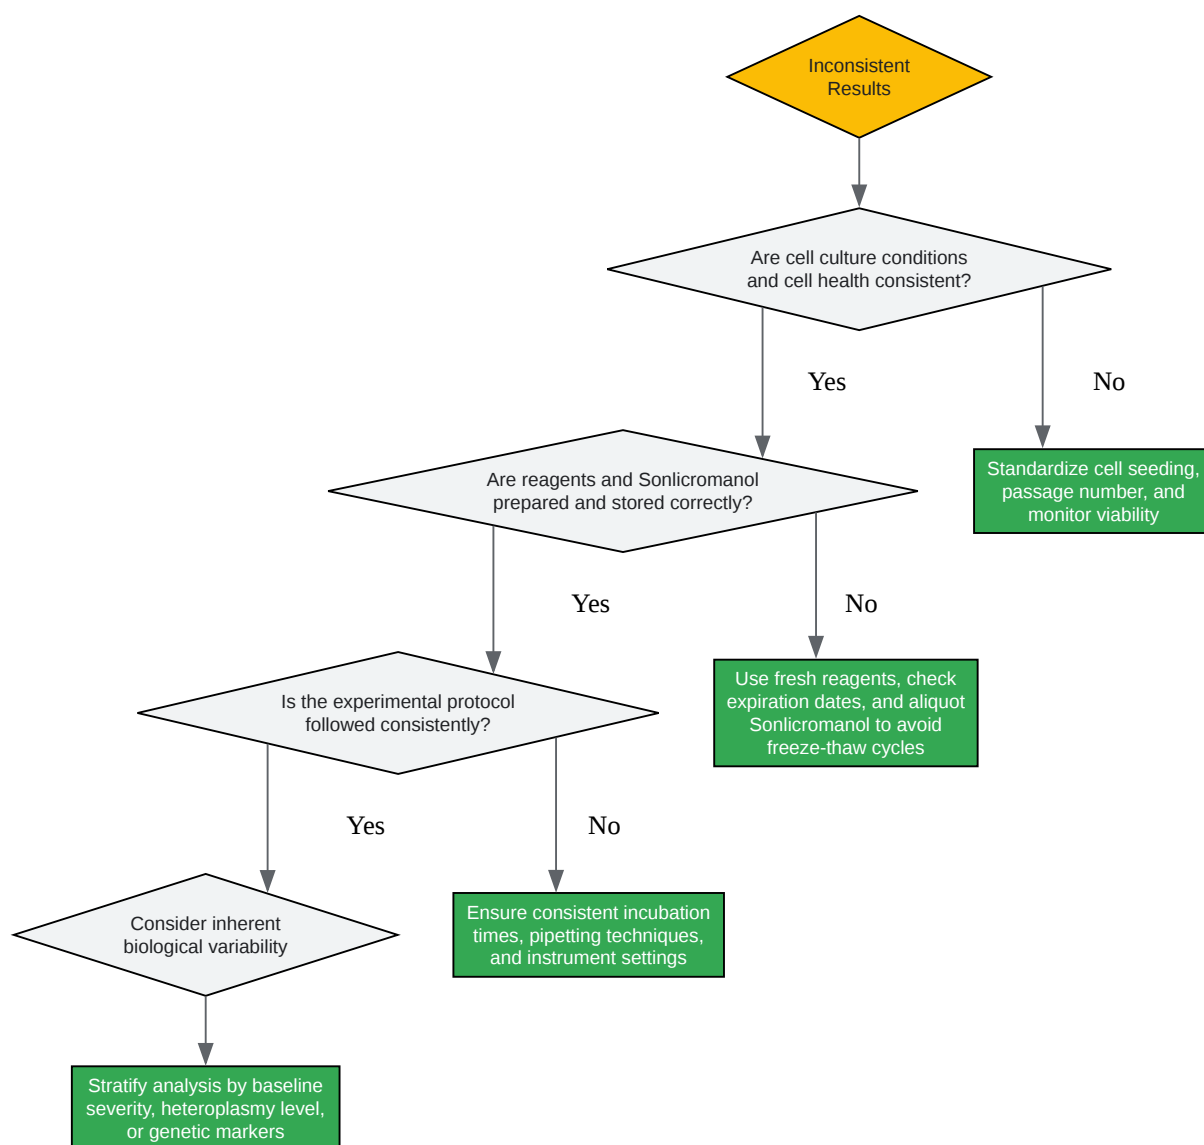 Inconsistent
Results
Are cell culture conditions
and cell health consistent?
Yes
No
Are reagents and Sonlicromanol
prepared and stored correctly?
Standardize cell seeding,
passage number, and
monitor viability
Yes
No
Is the experimental protocol
followed consistently?
Use fresh reagents, check
expiration dates, and aliquot
Sonlicromanol to avoid
freeze-thaw cycles
Yes
No
Consider inherent
biological variability
Ensure consistent incubation
times, pipetting techniques,
and instrument settings
Stratify analysis by baseline
severity, heteroplasmy level,
or genetic markers